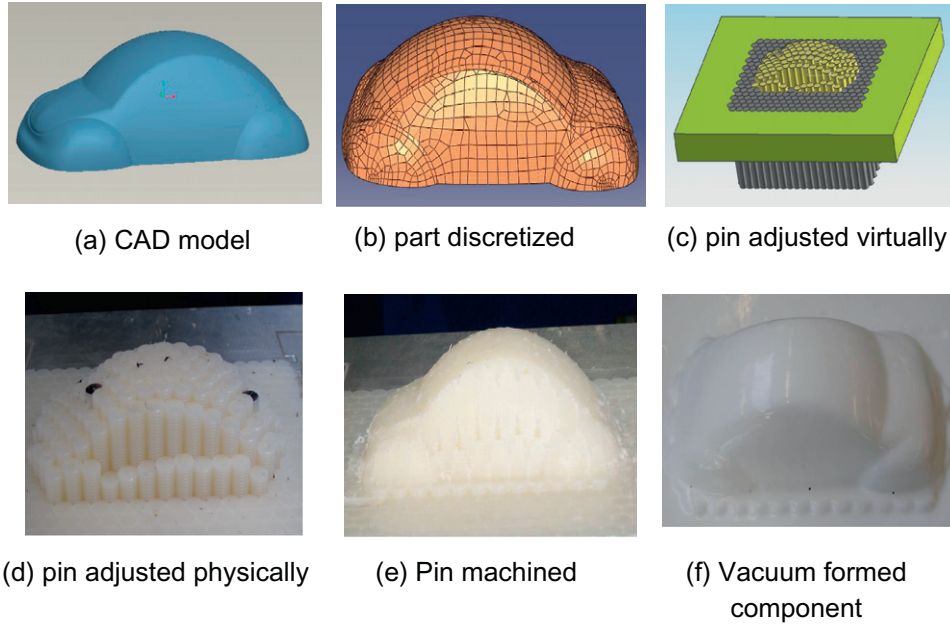 (a) CAD model
(b) part discretized
(c) pin adjusted virtually
(d) pin adjusted physically
(e) Pin machined
(f) Vacuum formed
component